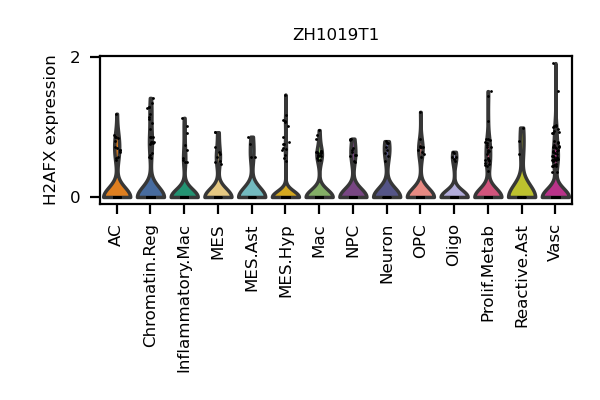 ZH1019T1
H2AFX expression
2
0
AC
Chromatin.Reg
Inflammatory.Mac
MES
MES.Ast
MES.Hyp
Mac
NPC
Neuron
OPC
Oligo
Prolif.Metab
Reactive.Ast
Vasc